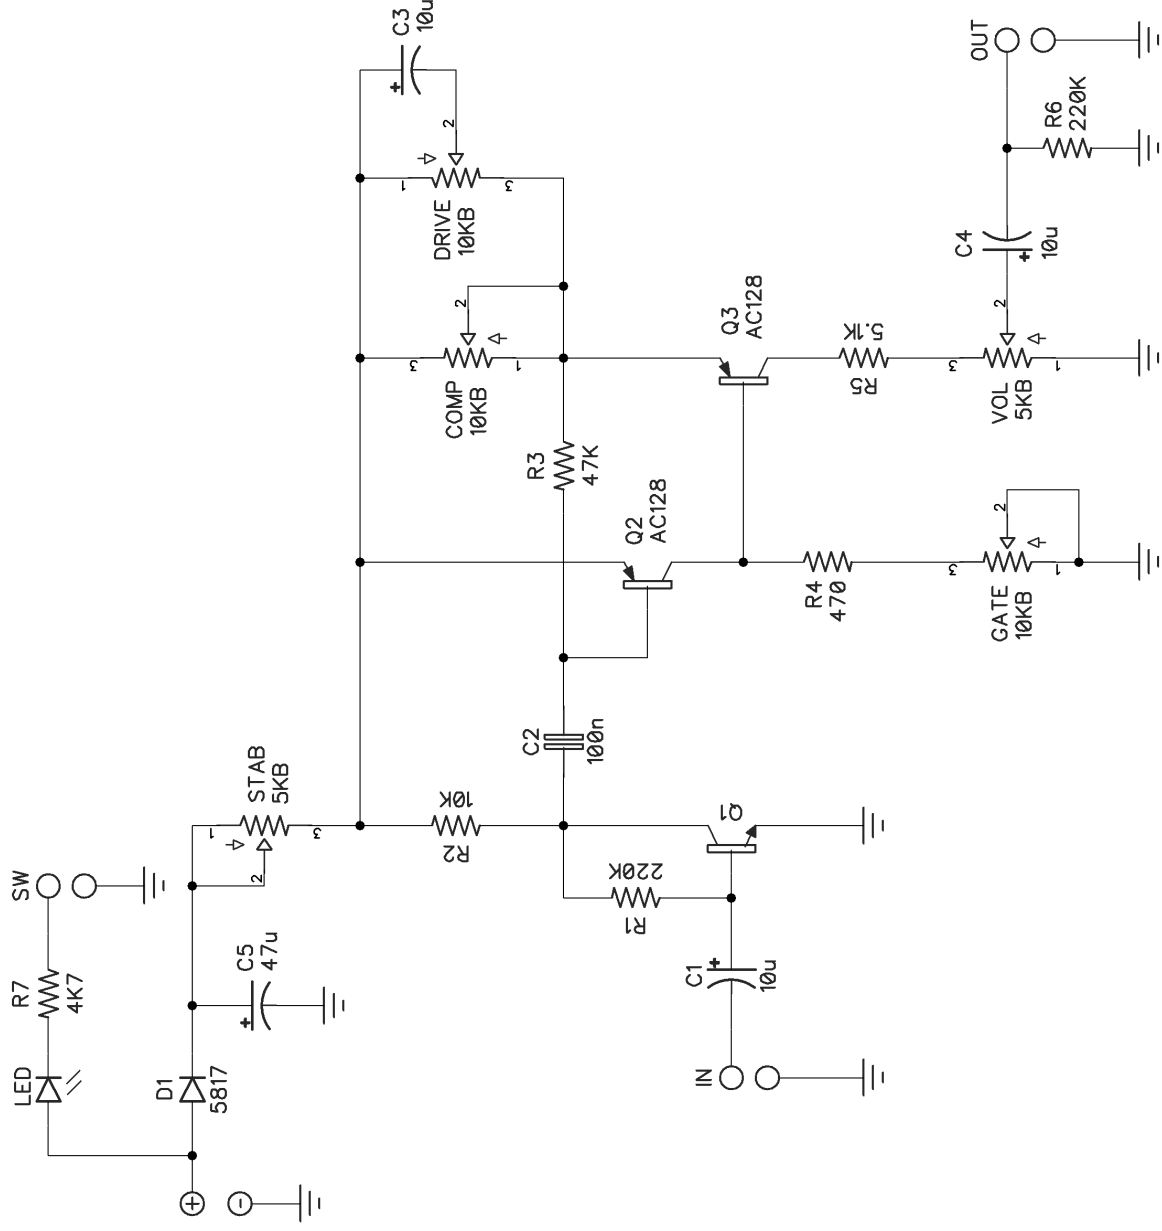 C3
10u
+
2
1
3
DRIVE
10KB
2
3
1
COMP
10KB
OUT
R6
220K
C4
10u
+
Q3
AC128
R5
5.1K
2
3
1
VOL
5KB
R3
47K
Q2
AC128
R4
470
2
3
1
GATE
10KB
C2
100n
STAB
5KB
1
3
2
SW
R2
10K
Q1
R1
220K
R7
4K7
C5
47u
+
C1
10u
+
LED
D1
5817
IN
+
-